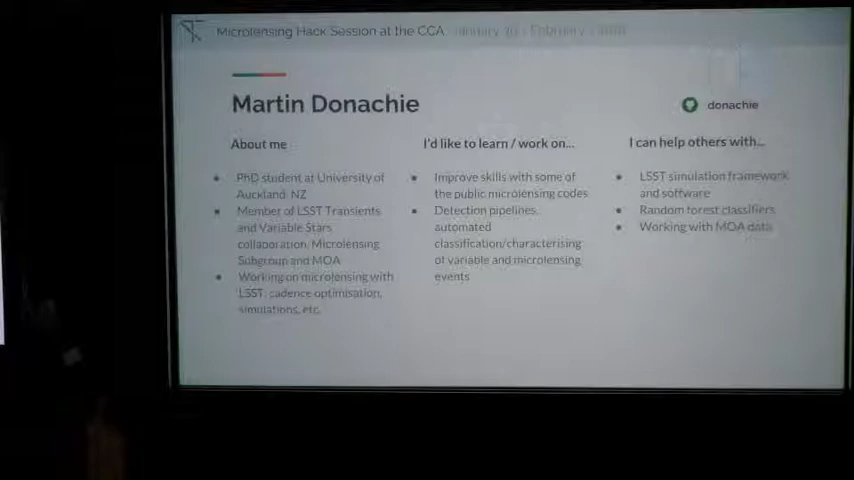 Microlensing Hack Session at the CCA
Martin Donachie
donachie
About me
PhD student at University of
Auckland, NZ
Member of LSST Transients
and Variable Stars
collaboration/Microlensing
Subgroup and MOA
Working on microlensing with
LSST: cadence optimisation,
simulations, etc.
I'd like to learn / work on...
Improve skills with some of
the public microlensing codes
Detection pipelines,
automated
classification/characterising
of variable and microlensing
events
I can help others with...
LSST simulation framework
and software
Random forest classifiers
Working with MOA data